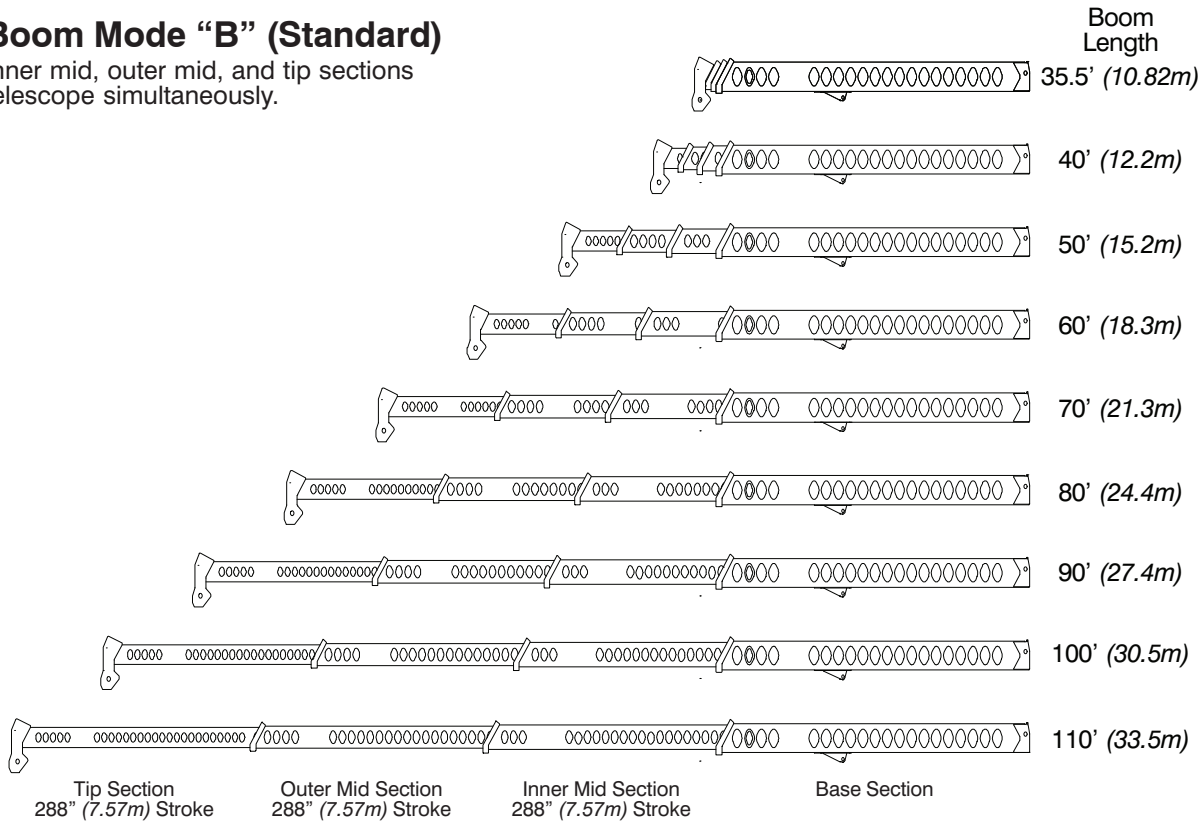 Boom Mode “B” (Standard)
nner mid, outer mid, and tip sections
elescope simultaneously.
Boom
Length
35.5’ (10.82m)
40’ (12.2m)
50’ (15.2m)
60’ (18.3m)
70’ (21.3m)
80’ (24.4m)
90’ (27.4m)
100’ (30.5m)
110’ (33.5m)
Tip Section
288” (7.57m) Stroke
Outer Mid Section
288” (7.57m) Stroke
Inner Mid Section
288” (7.57m) Stroke
Base Section